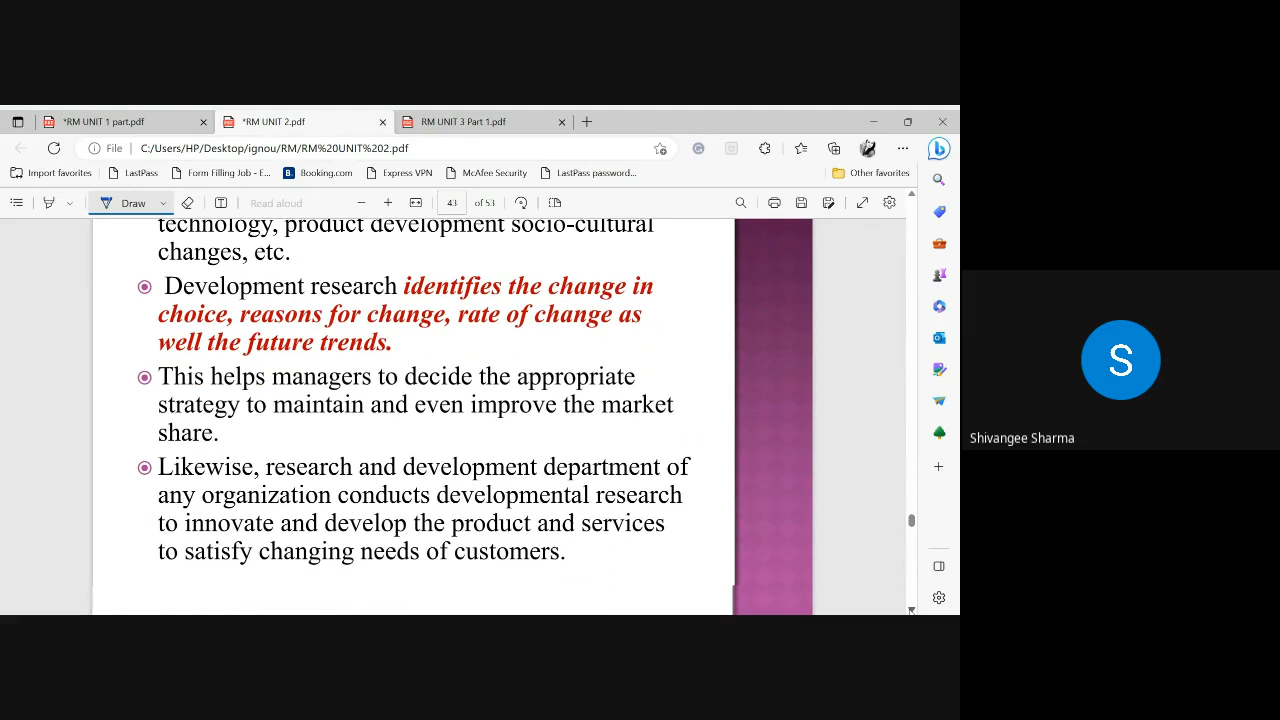 *RM UNIT 1 part.pdf
*RM UNIT 2.pdf
RM UNIT 3 Part 1.pdf
File
C:/Users/HP/Desktop/ignou/RM/RM%20UNIT%202.pdf
Import favorites
LastPass
Form Filling Job - E...
B.
Booking.com
Express VPN
McAfee Security
LastPass password...
Other favorites
Draw
Read aloud
43
of 53
technology, product development socio-cultural
changes, etc.
Development research identifies the change in
choice, reasons for change, rate of change as
well the future trends.
This helps managers to decide the appropriate
strategy to maintain and even improve the market
share.
Likewise, research and development department of
any organization conducts developmental research
to innovate and develop the product and services
to satisfy changing needs of customers.
S
Shivangee Sharma